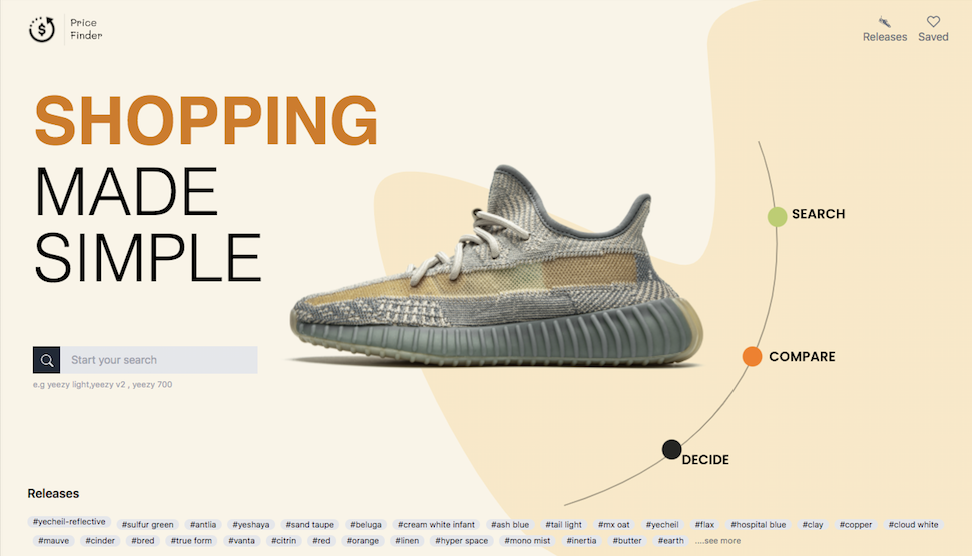 Price
Finder
Releases
Saved
SHOPPING
MADE
SIMPLE
SEARCH
COMPARE
DECIDE
Start your search
e.g yeezy light,yeezy v2 , yeezy 700
Releases
#yecheil-reflective #sulfur green #antlia #yeshaya #sand taupe #beluga #cream white infant #ash blue #tail light #mx oat #yecheil #flax #hospital blue #clay #copper #cloud white
#mauve #cinder #bred #true form #vanta #citrin #red #orange #linen #hyper space #mono mist #inertia #butter #earth ....see more